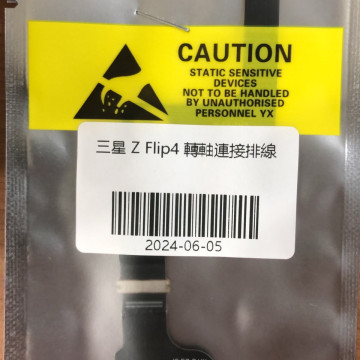 CAUTION
STATIC SENSITIVE
DEVICES
NOT TO BE HANDLED
BY UNAUTHORISED
PERSONNEL YX
三星 Z Flip4 轉軸連接排線
2024-06-05